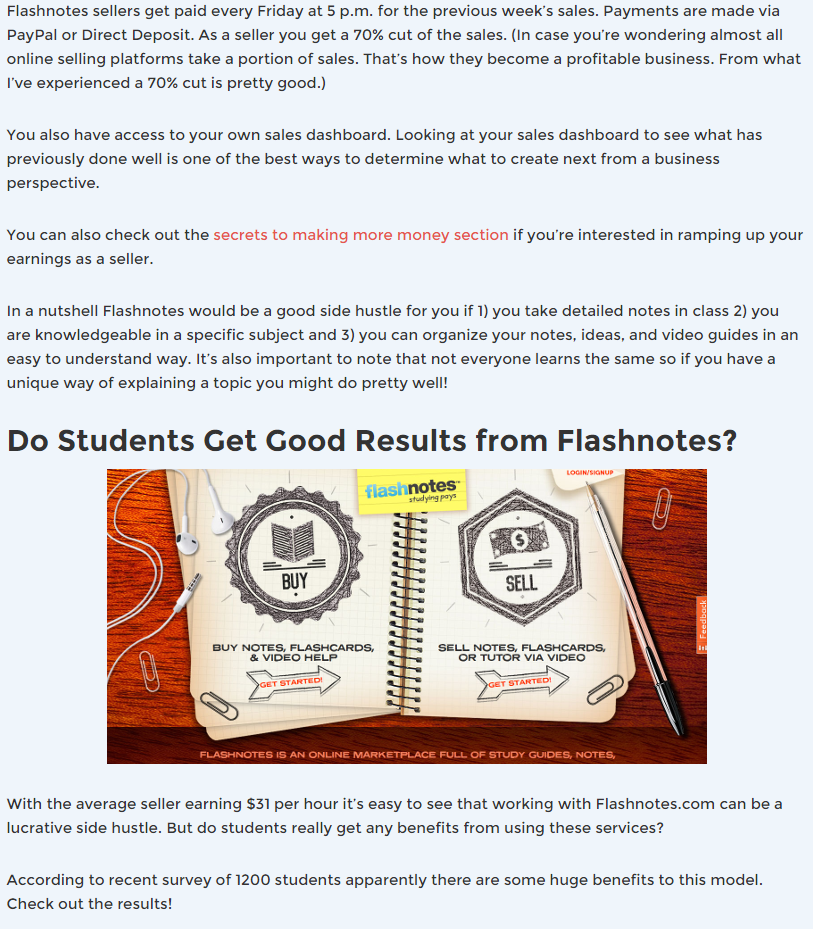 Flashnotes sellers get paid every Friday at 5 p.m. for the previous week's sales. Payments are made via
PayPal or Direct Deposit. As a seller you get a 70% cut of the sales. (In case you're wondering almost all
online selling platforms take a portion of sales. That's how they become a profitable business. From what
I've experienced a 70% cut is pretty good.)
You also have access to your own sales dashboard. Looking at your sales dashboard to see what has
previously done well is one of the best ways to determine what to create next from a business
perspective.
You can also check out the secrets to making more money section if you're interested in ramping up your
earnings as a seller.
In a nutshell Flashnotes would be a good side hustle for you if 1) you take detailed notes in class 2) you
are knowledgeable in a specific subject and 3) you can organize your notes, ideas, and video guides in an
easy to understand way. It's also important to note that not everyone learns the same so if you have a
unique way of explaining a topic you might do pretty well!
Do Students Get Good Results from Flashnotes?
LOGIN/SIGNUP
flashnotes™
studying pays
BUY
SELL
BUY NOTES, FLASHCARDS,
& VIDEO HELP
GET STARTED!
SELL NOTES, FLASHCARDS,
OR TUTOR VIA VIDEO
GET STARTED!
Feedback
FLASHNOTES IS AN ONLINE MARKETPLACE FULL OF STUDY GUIDES, NOTES,
With the average seller earning $31 per hour it's easy to see that working with Flashnotes.com can be a
lucrative side hustle. But do students really get any benefits from using these services?
According to recent survey of 1200 students apparently there are some huge benefits to this model.
Check out the results!